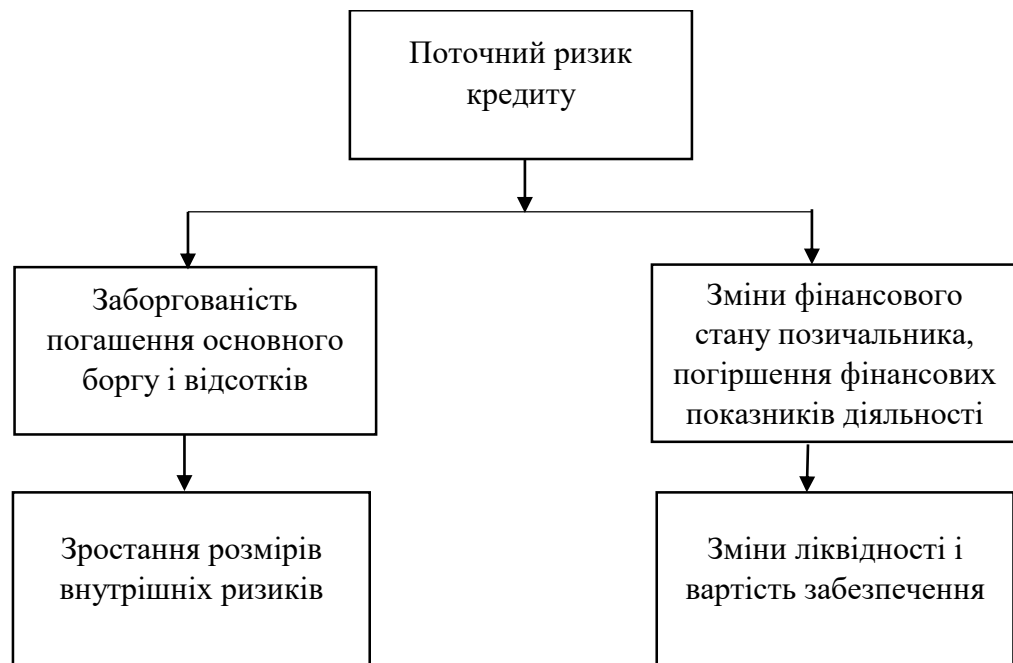 Поточний ризик
кредиту
Заборгованість
погашення основного
боргу і відсотків
Зміни фінансового
стану позичальника,
погіршення фінансових
показників діяльності
Зростання розмірів
внутрішніх ризиків
Зміни ліквідності і
вартість забезпечення